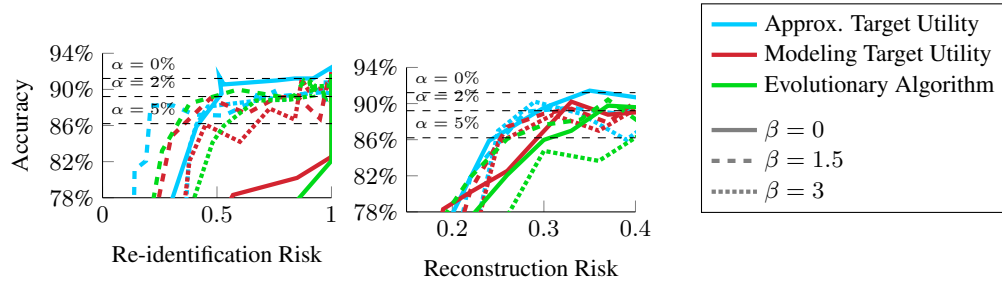 Accuracy
94%
90%
86%
82%
78%
α = 0%
α = 2%
α = 5%
0
0.5
1
Re-identification Risk
94%
90%
86%
82%
78%
α = 0%
α = 2%
α = 5%
0.2
0.3
0.4
Reconstruction Risk
Approx. Target Utility
Modeling Target Utility
Evolutionary Algorithm
β = 0
β = 1.5
β = 3